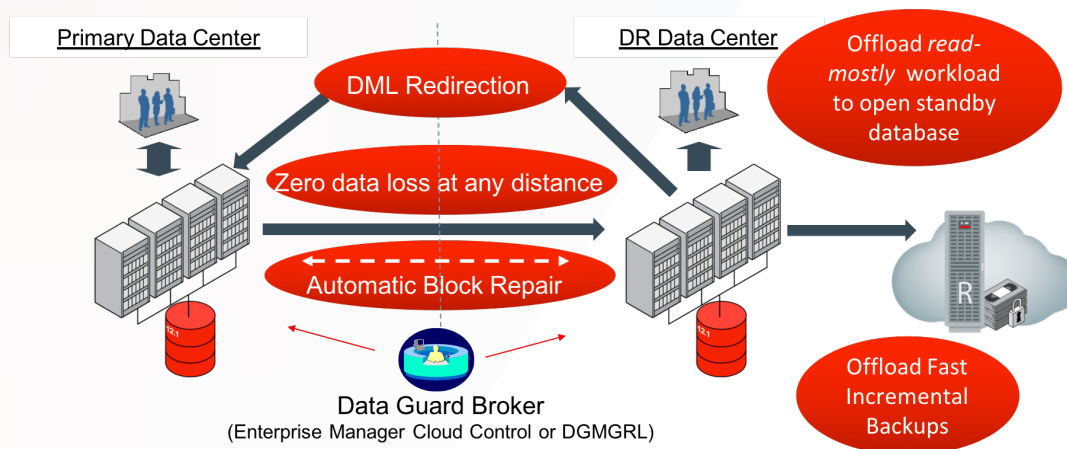 Primary Data Center
DR Data Center
Offload read-
mostly workload
to open standby
database
DML Redirection
Zero data loss at any distance
Automatic Block Repair
R
12.1
12.1
Offload Fast
Incremental
Backups
Data Guard Broker
(Enterprise Manager Cloud Control or DGMGRL)